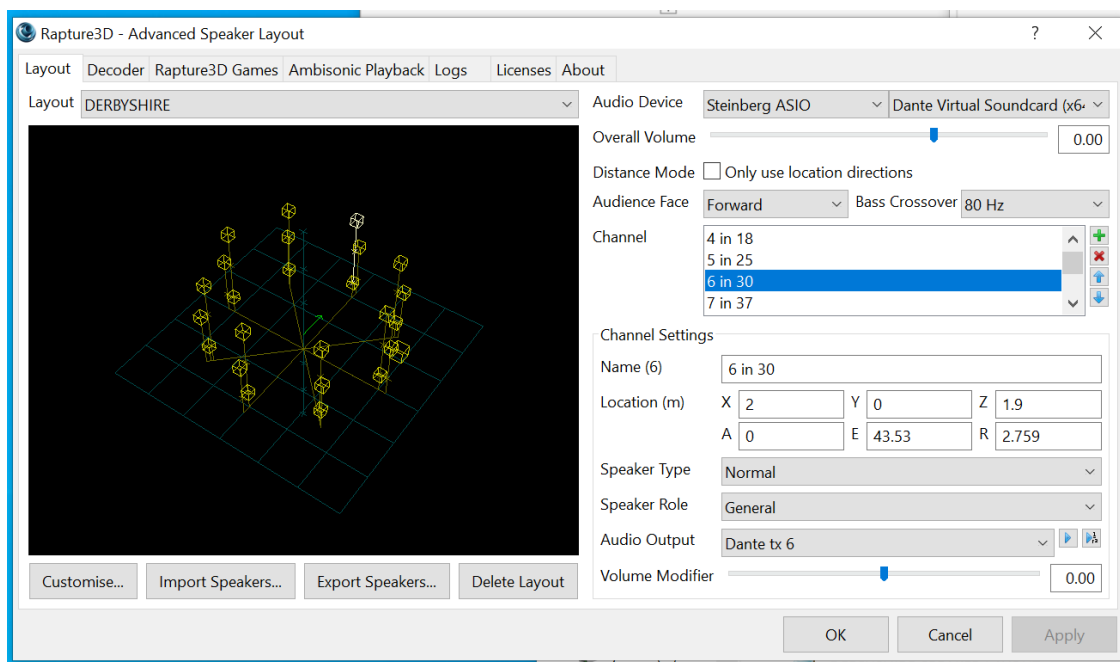 Rapture3D - Advanced Speaker Layout ?
Layout Decoder Rapture3D Games Ambisonic Playback Logs Licenses About
Layout DERBYSHIRE
Audio Device Steinberg ASIO Dante Virtual Soundcard (x6
Overall Volume 0.00
Distance Mode Only use location directions
Audience Face Forward Bass Crossover 80 Hz
Channel
4 in 18
5 in 25
6 in 30
7 in 37
Channel Settings
Name (6) 6 in 30
Location (m) X 2 Y 0 Z 1.9
A 0 E 43.53 R 2.759
Speaker Type Normal
Speaker Role General
Audio Output Dante tx 6
Volume Modifier 0.00
Customise... Import Speakers... Export Speakers... Delete Layout
OK Cancel Apply